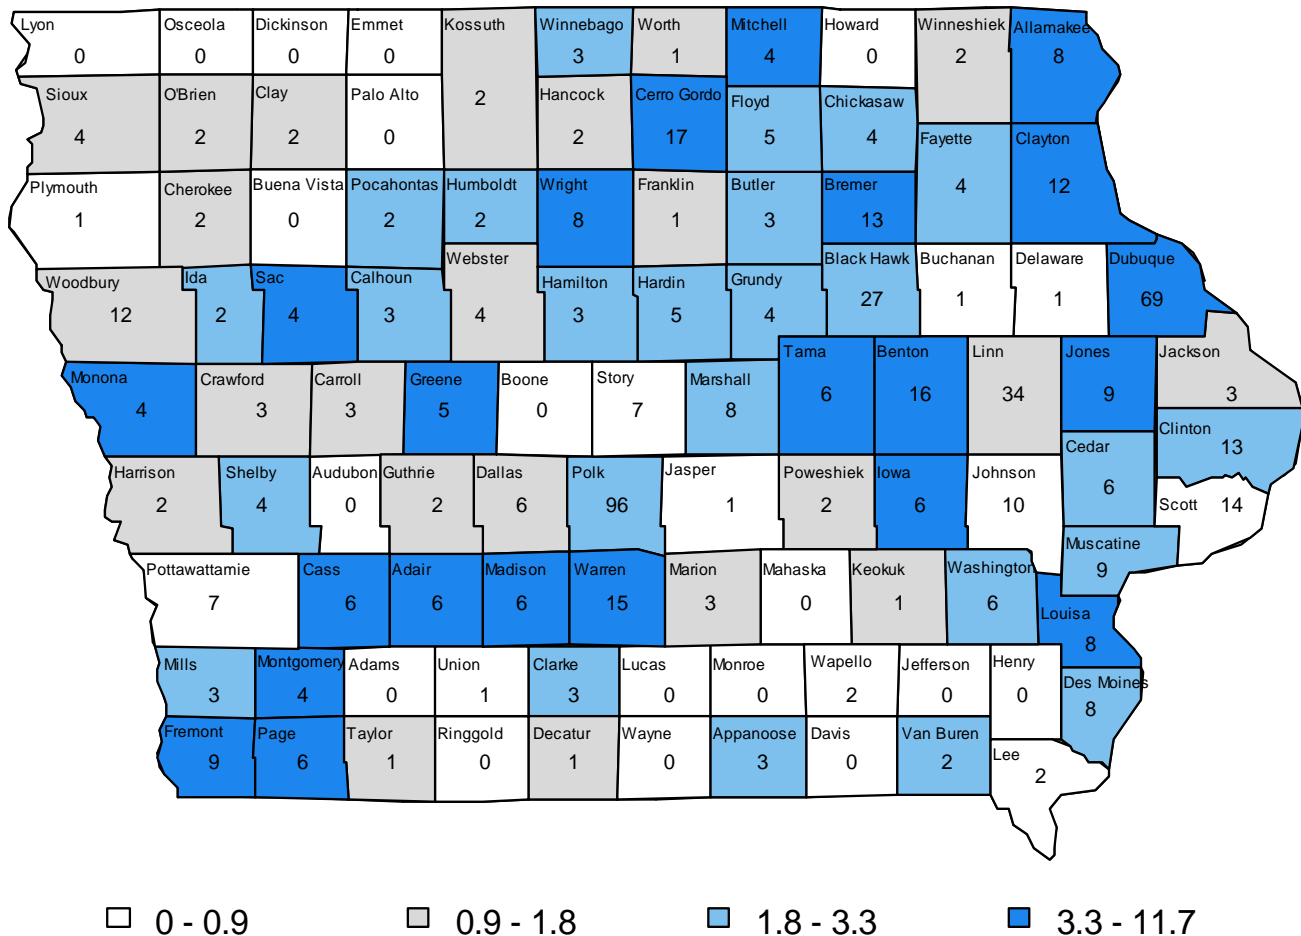 Lyon Osceola Dickinson Emmet Kossuth Winnebago Worth Mitchell Howard Winneshiek Allamakee
0 0 0 0 3 1 4 0 2 8
Sioux O'Brien Clay Palo Alto 2 Hancock Cerro Gordo Floyd Chickasaw
4 2 2 0 2 17 5 4 Fayette Clayton
Plymouth Cherokee Buena Vista Pocahontas Humboldt Wright Franklin Butler Bremer 4 12
1 2 0 2 2 8 1 3 13
Webster Black Hawk Buchanan Delaware Dubuque
Woodbury Ida Sac Calhoun Hamilton Hardin Grundy
12 2 4 3 4 3 5 4 27 1 1 69
Tama Benton Linn Jones Jackson
Monona Crawford Carroll Greene Boone Story Marshall
4 3 3 5 0 7 8 6 16 34 9 3
Clinton
13
Harrison Shelby Audubon Guthrie Dallas Polk Jasper Poweshiek Iowa Johnson Cedar
2 4 0 2 6 96 1 2 6 10 6 Scott 14
Muscatine
9
Pottawattamie Cass Adair Madison Warren Marion Mahaska Keokuk Washington
7 6 6 6 15 3 0 1 6 Louisa
8
Mills Montgomery Adams Union Clarke Lucas Monroe Wapello Jefferson Henry Des Moines
3 4 0 1 3 0 0 2 0 0 8
Fremont Page Taylor Ringgold Decatur Wayne Appanoose Davis Van Buren Lee
9 6 1 0 1 0 3 0 2 2
0 - 0.9 0.9 - 1.8 1.8 - 3.3 3.3 - 11.7